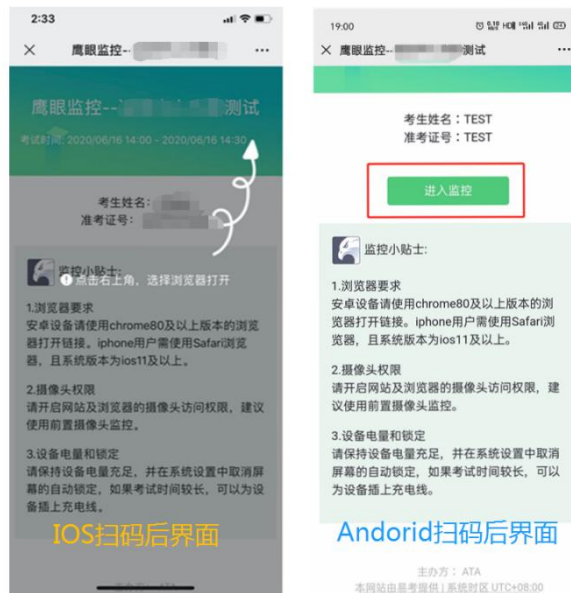 2:33
鹰眼监控--
鹰眼监控-- 测试
考试时间: 2020/06/16 14:00 - 2020/06/16 14:30
考生姓名:
准考证号:
监控小贴士:
点击右上角，选择浏览器打开
1.浏览器要求
安卓设备请使用chrome80及以上版本的浏览
器打开链接。iphone用户需使用Safari浏览
器，且系统版本为ios11及以上。
2.摄像头权限
请开启网站及浏览器的摄像头访问权限，建议
使用前置摄像头监控。
3.设备电量和锁定
请保持设备电量充足，并在系统设置中取消屏
幕的自动锁定，如果考试时间较长，可以为设
备插上充电线。
IOS扫码后界面
19:00
鹰眼监控-- 测试
考生姓名：TEST
准考证号：TEST
进入监控
监控小贴士:
1.浏览器要求
安卓设备请使用chrome80及以上版本的浏
览器打开链接。iphone用户需使用Safari浏
览器，且系统版本为ios11及以上。
2.摄像头权限
请开启网站及浏览器的摄像头访问权限，建
议使用前置摄像头监控。
3.设备电量和锁定
请保持设备电量充足，并在系统设置中取消
屏幕的自动锁定，如果考试时间较长，可以
为设备插上充电线。
Andorid扫码后界面
主办方： ATA
本网站由易考提供 | 系统时区 UTC+08:00